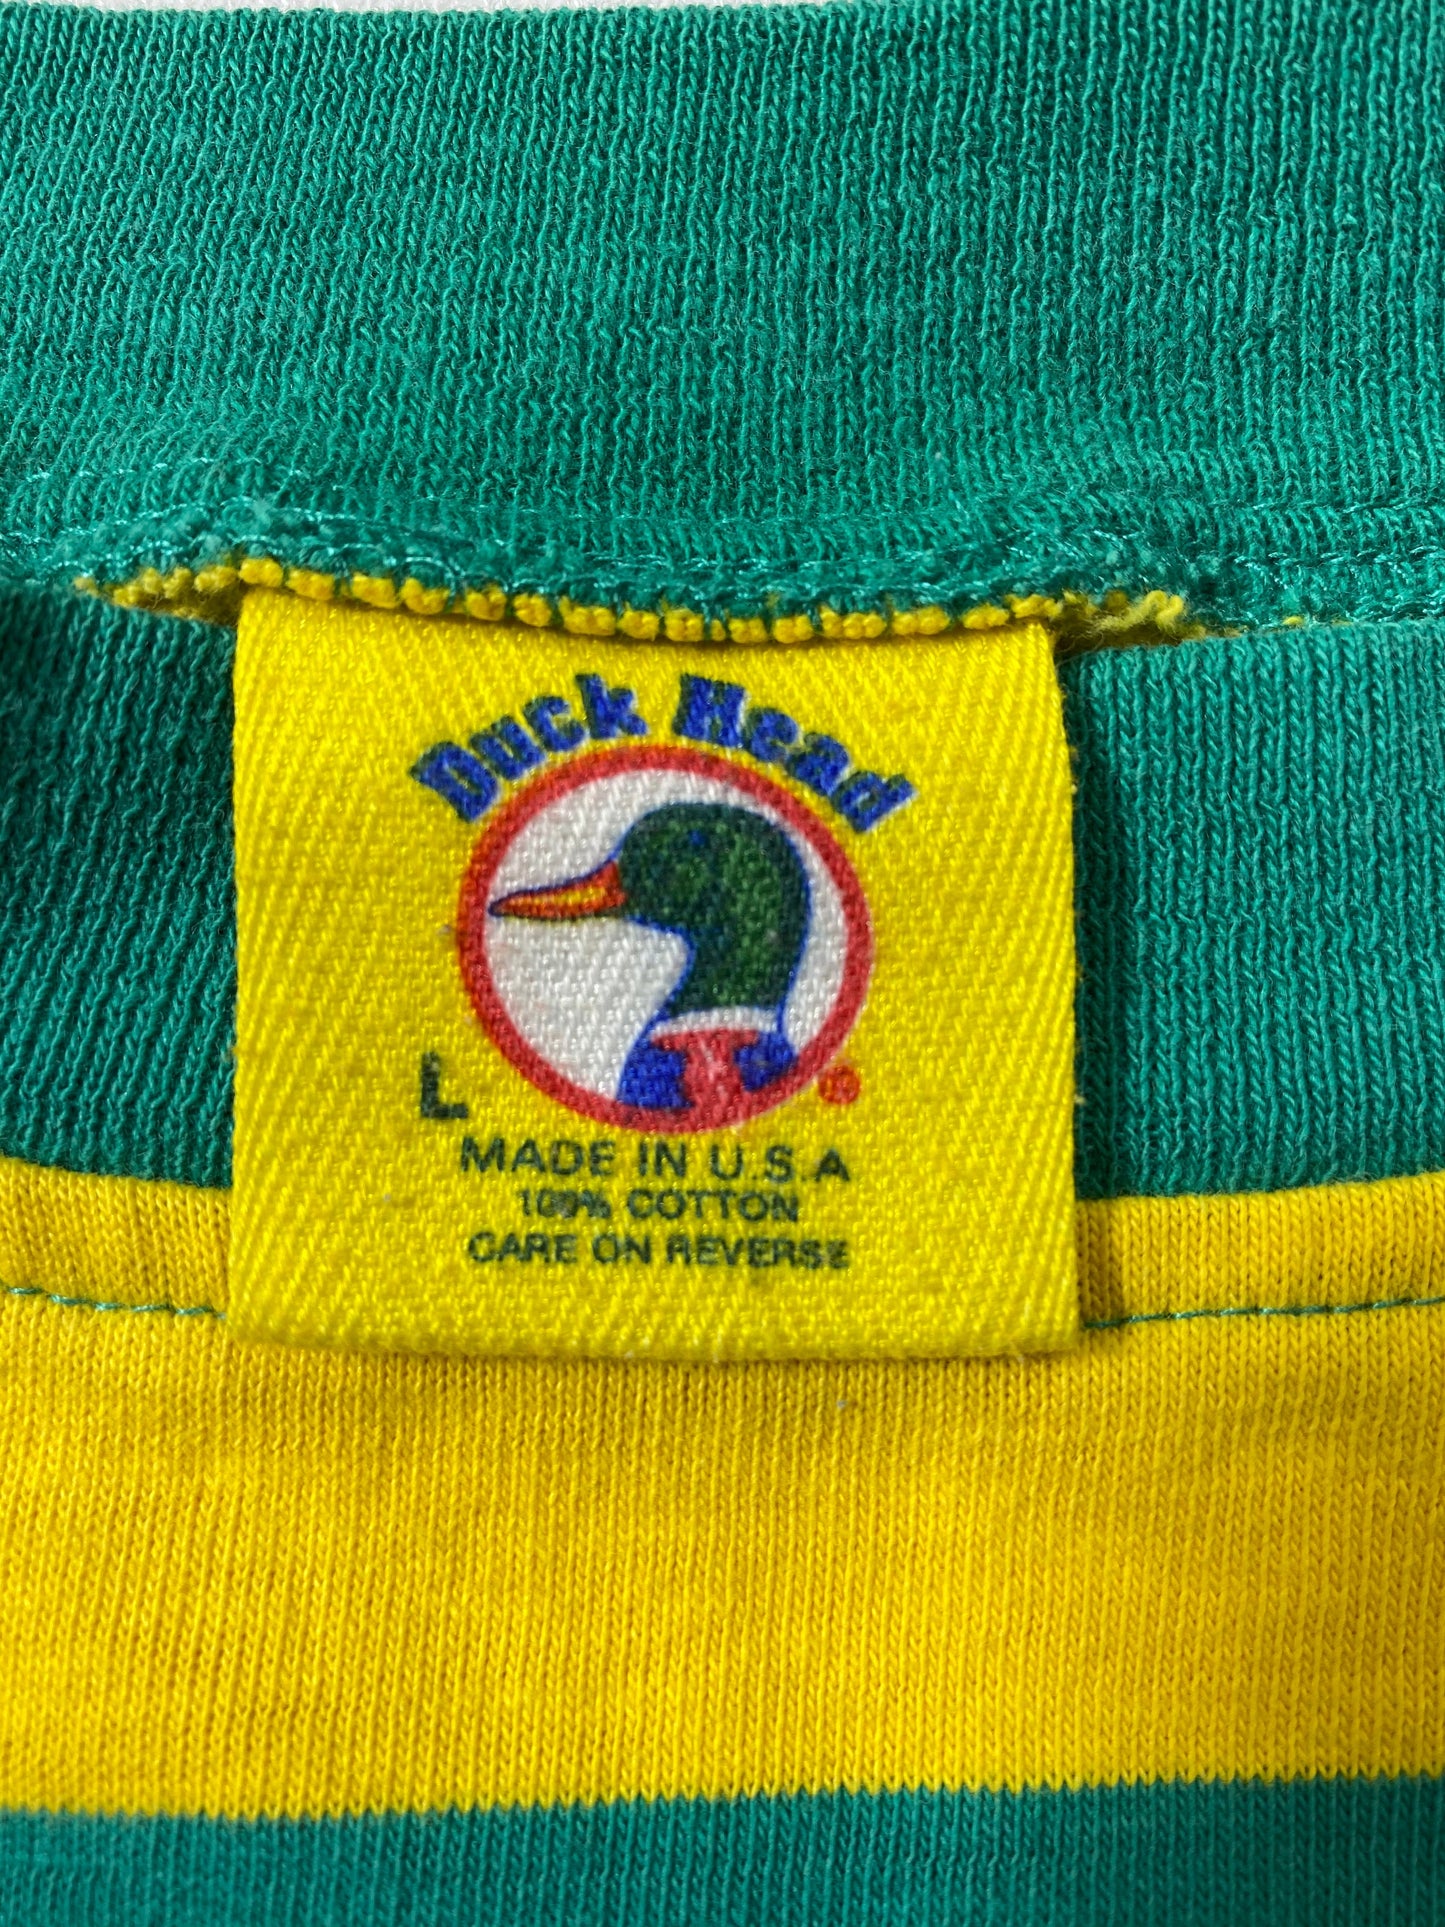 Duck Head
L
®
MADE IN U.S.A
100% COTTON
CARE ON REVERSE